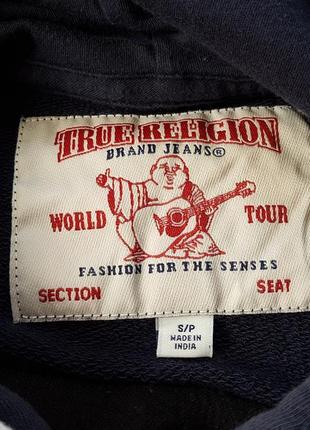 TRUE RELIGION
BRAND JEANS®
WORLD TOUR
FASHION FOR THE SENSES
SECTION SEAT
S/P
MADE IN
INDIA